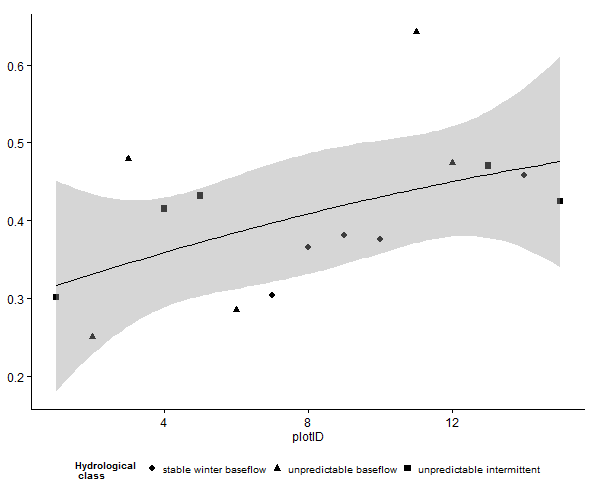 0.6
0.5
0.4
0.3
0.2
4 8 12
plotID
Hydrological
class
stable winter baseflow unpredictable baseflow unpredictable intermittent